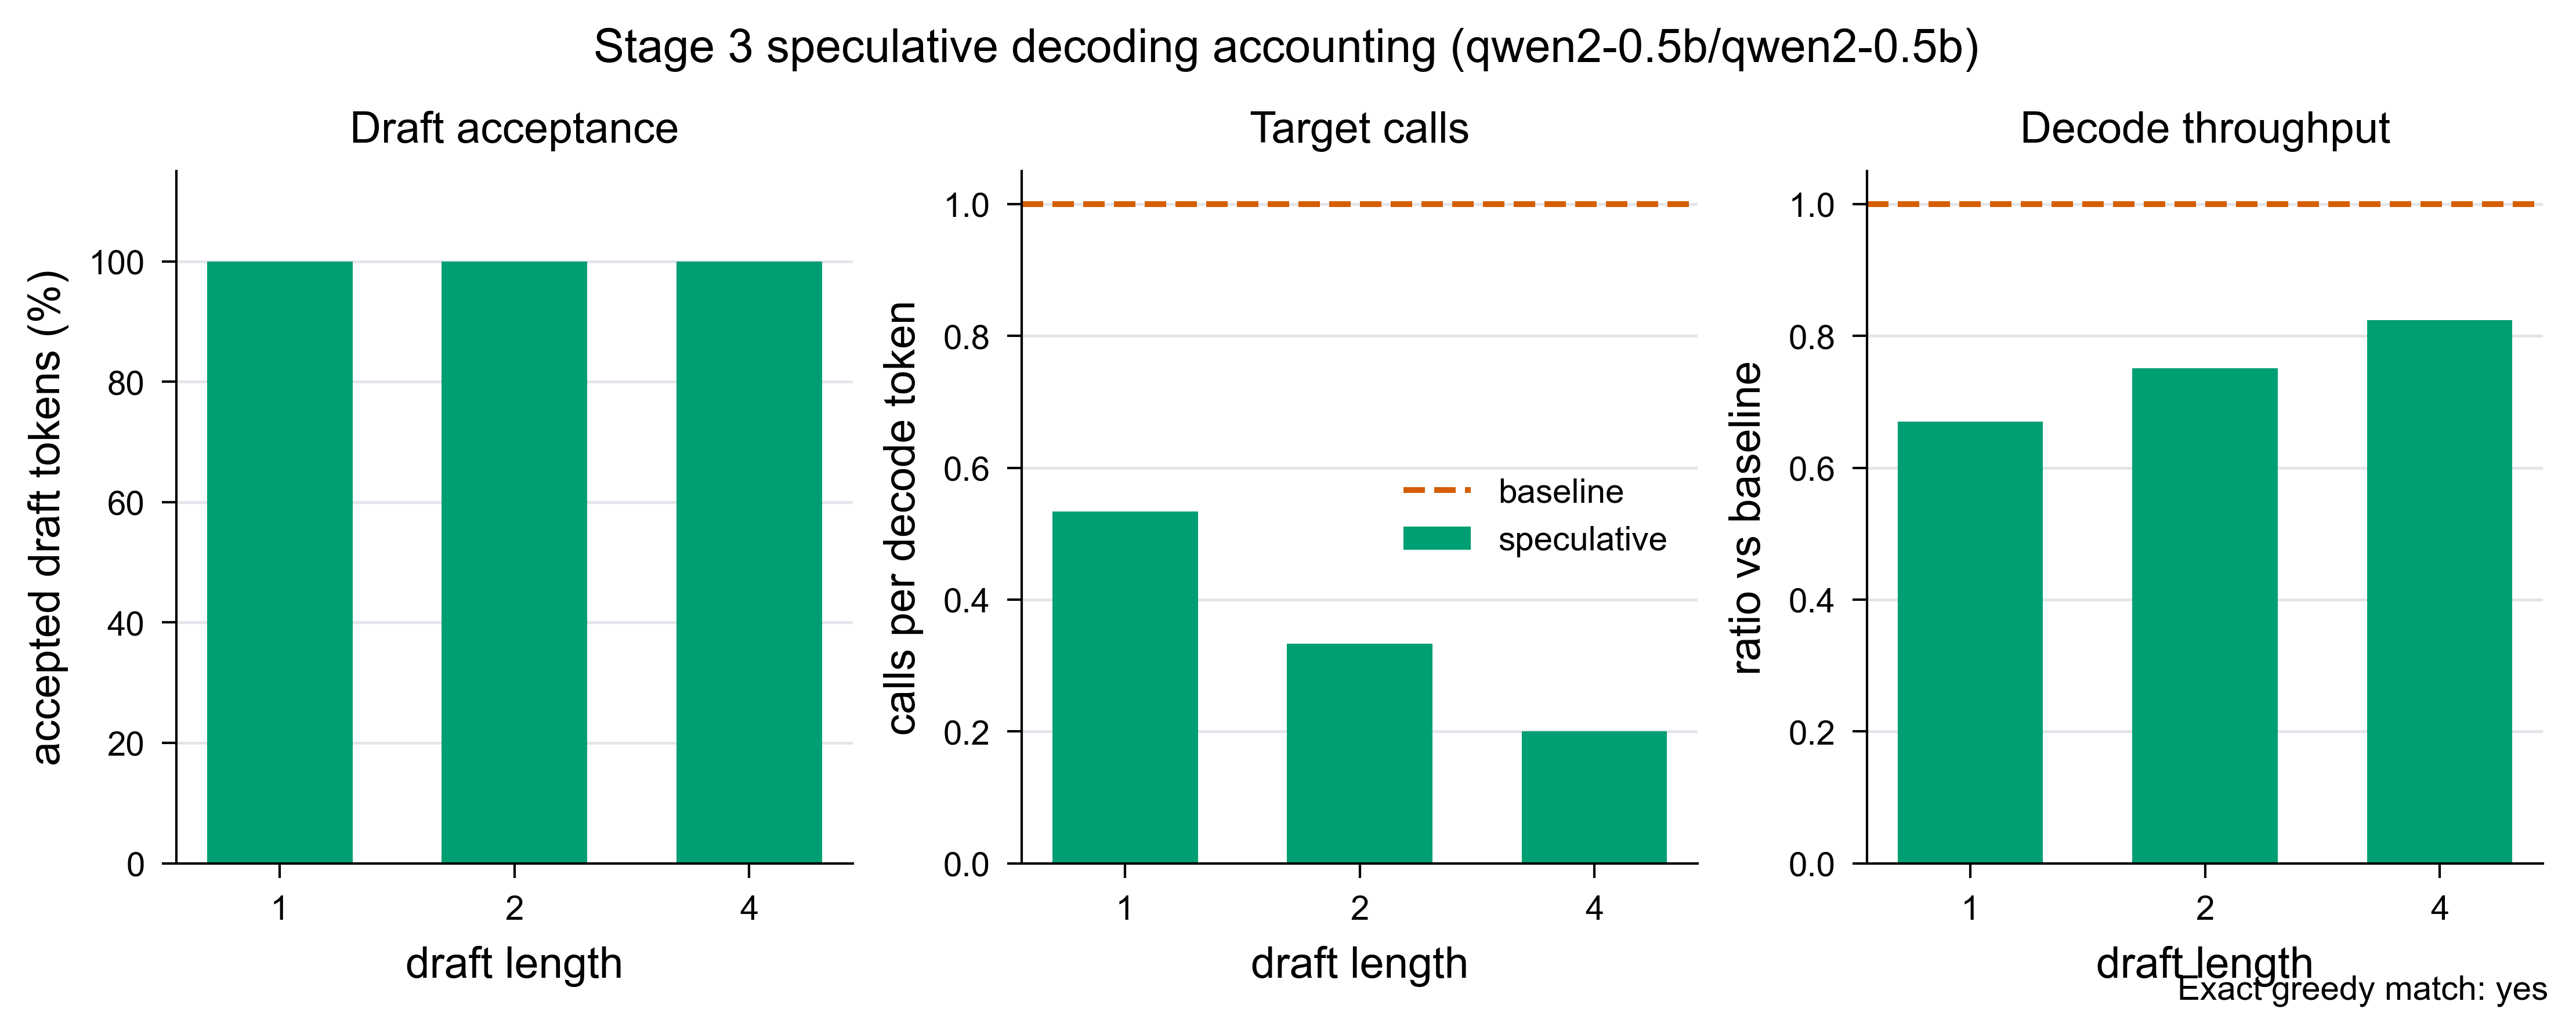 Stage 3 speculative decoding accounting (qwen2-0.5b/qwen2-0.5b)
Draft acceptance
accepted draft tokens (%)
100
80
60
40
20
0
1 2 4
draft length
Target calls
calls per decode token
1.0
0.8
0.6
0.4
0.2
0.0
baseline
speculative
1 2 4
draft length
Decode throughput
ratio vs baseline
1.0
0.8
0.6
0.4
0.2
0.0
1 2 4
draft length
Exact greedy match: yes